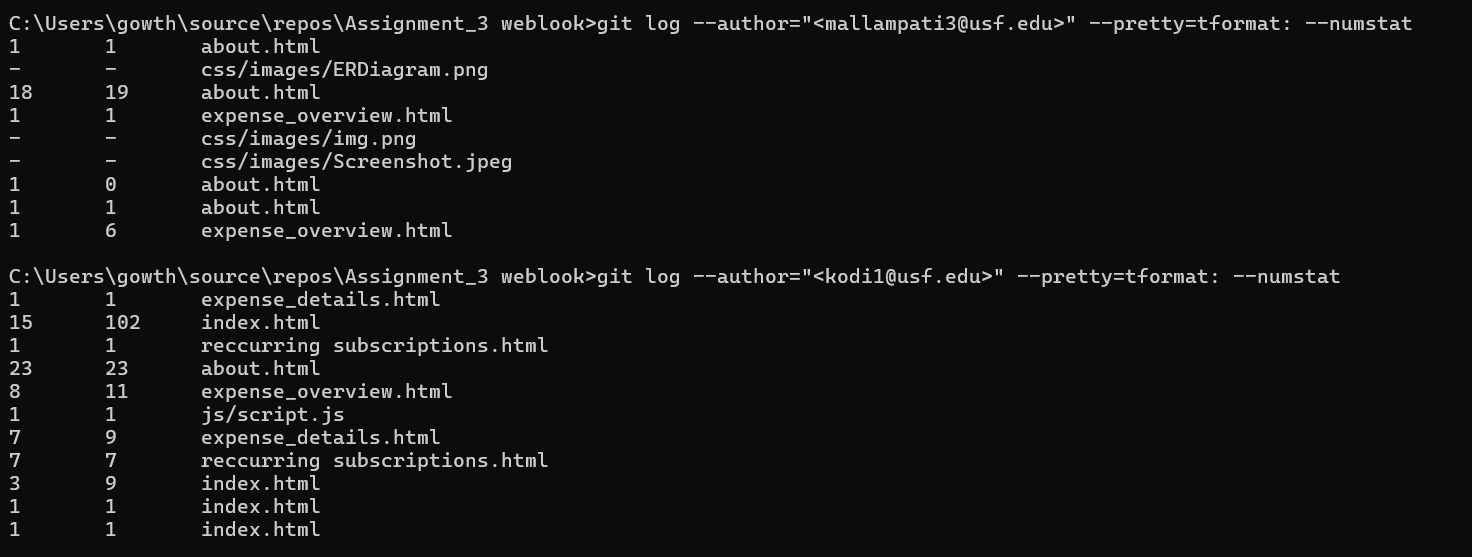 C:\Users\gowth\source\repos\Assignment_3 weblook>git log --author="<mallampati3@usf.edu>" --pretty=tformat: --numstat
1       1       about.html
-       -       css/images/ERDiagram.png
18      19      about.html
1       1       expense_overview.html
-       -       css/images/img.png
-       -       css/images/Screenshot.jpeg
1       0       about.html
1       1       about.html
1       6       expense_overview.html
C:\Users\gowth\source\repos\Assignment_3 weblook>git log --author="<kodi1@usf.edu>" --pretty=tformat: --numstat
1       1       expense_details.html
15      102     index.html
1       1       reccurring subscriptions.html
23      23      about.html
8       11      expense_overview.html
1       1       js/script.js
7       9       expense_details.html
7       7       reccurring subscriptions.html
3       9       index.html
1       1       index.html
1       1       index.html